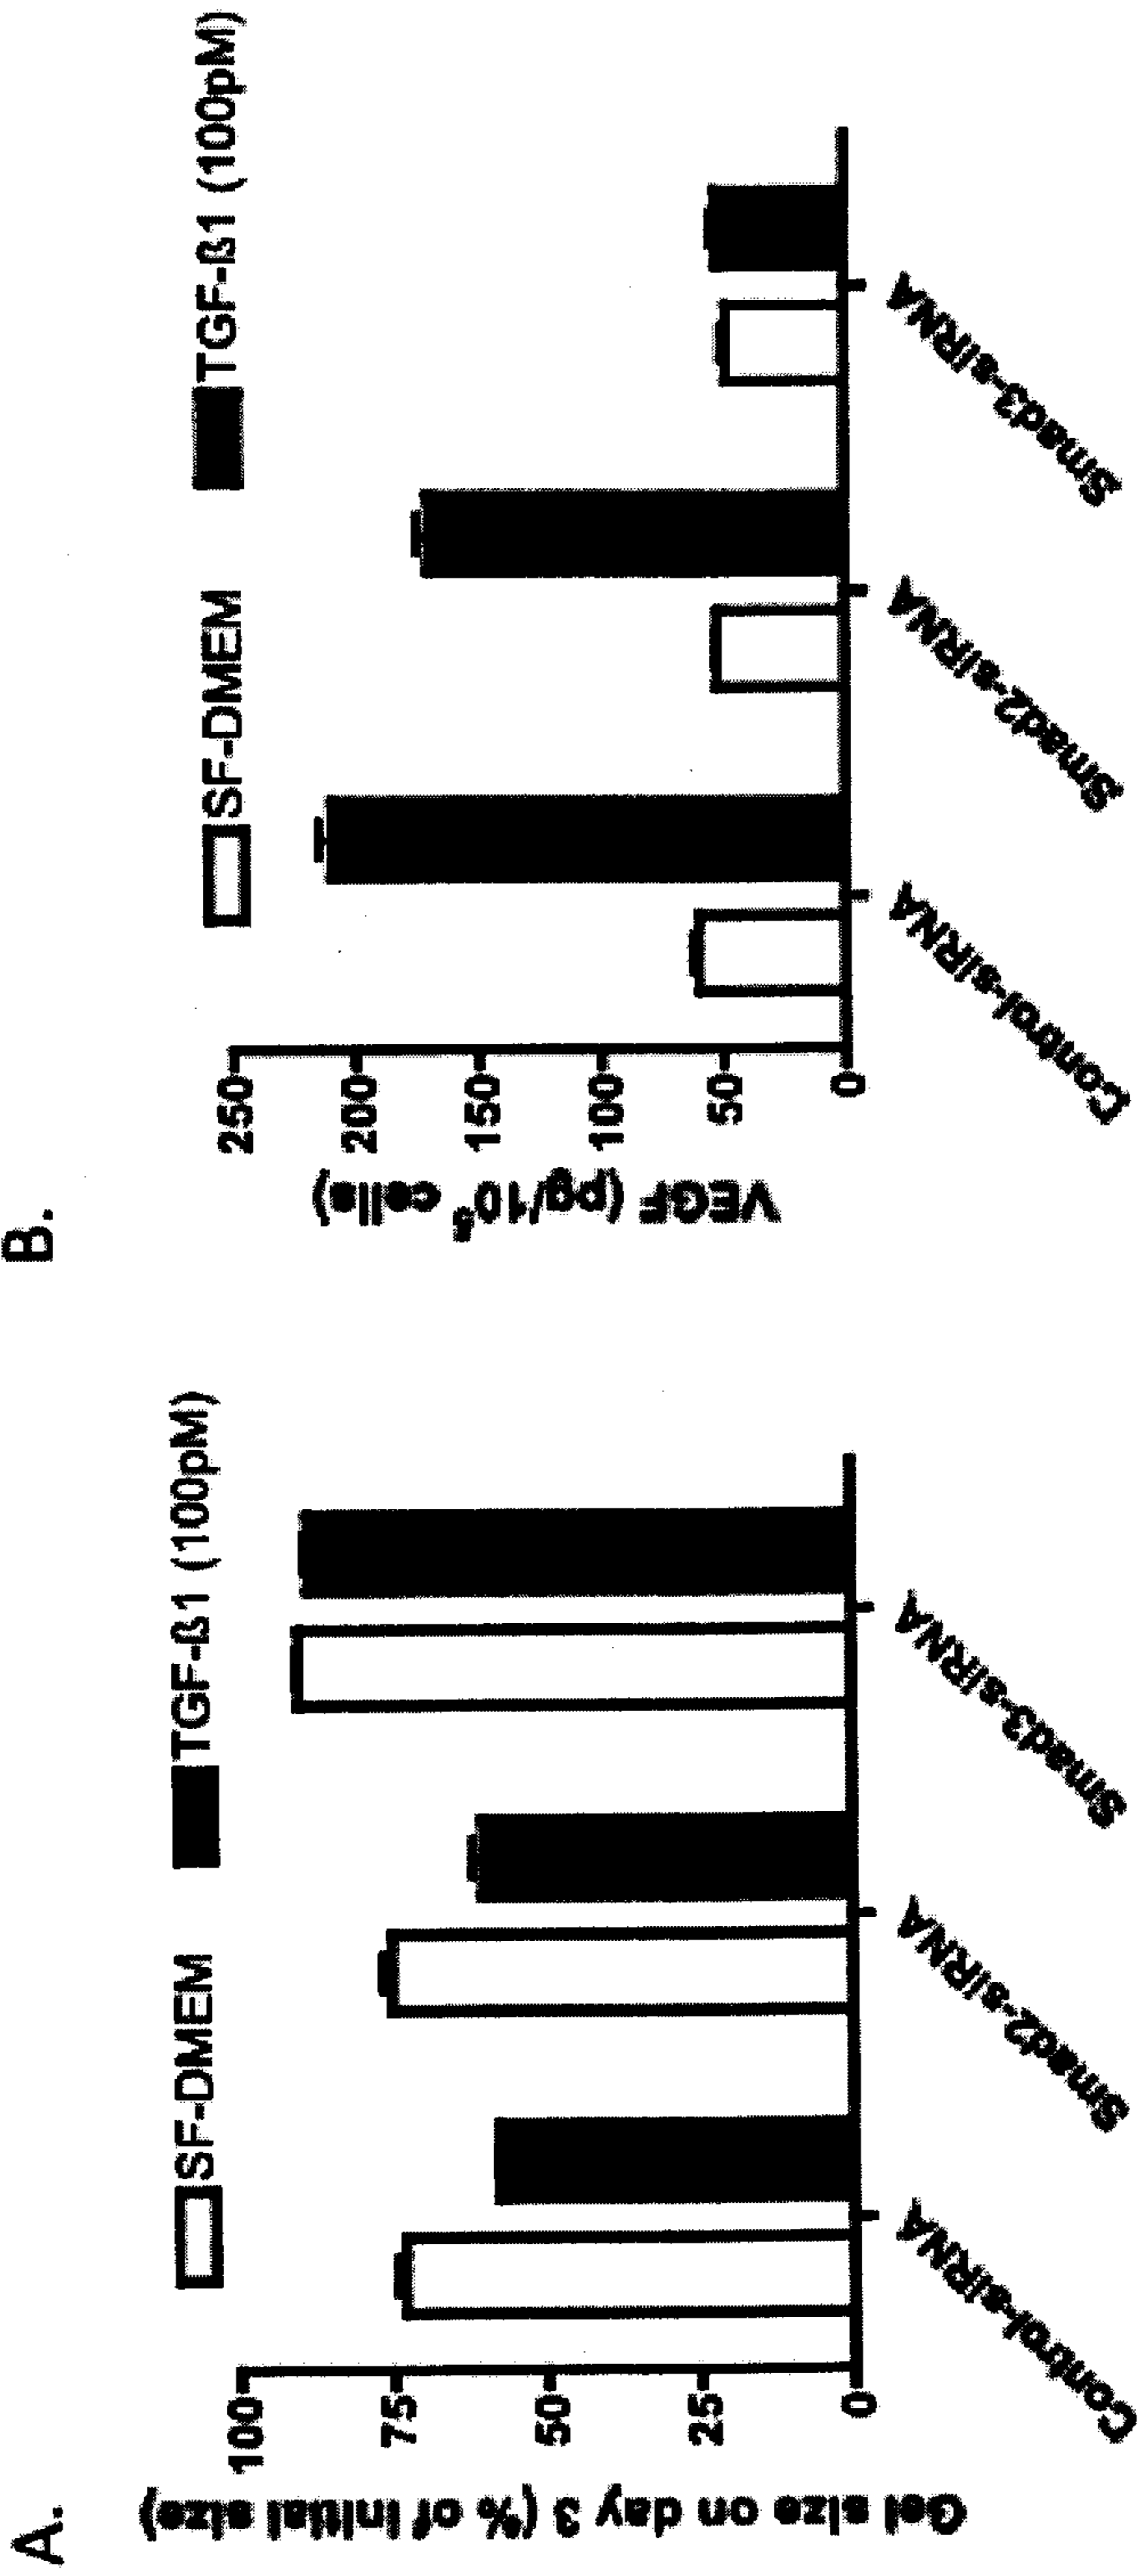 A.
SF-DMEM TGF-ß1 (100pM)
Gel size on day 3 (% of initial size)
100
75
50
25
0
Control-siRNA
Smad2-siRNA
Smad3-siRNA
B.
SF-DMEM TGF-ß1 (100pM)
VEGF (pg/10⁵ cells)
250
200
150
100
50
0
Control-siRNA
Smad2-siRNA
Smad3-siRNA